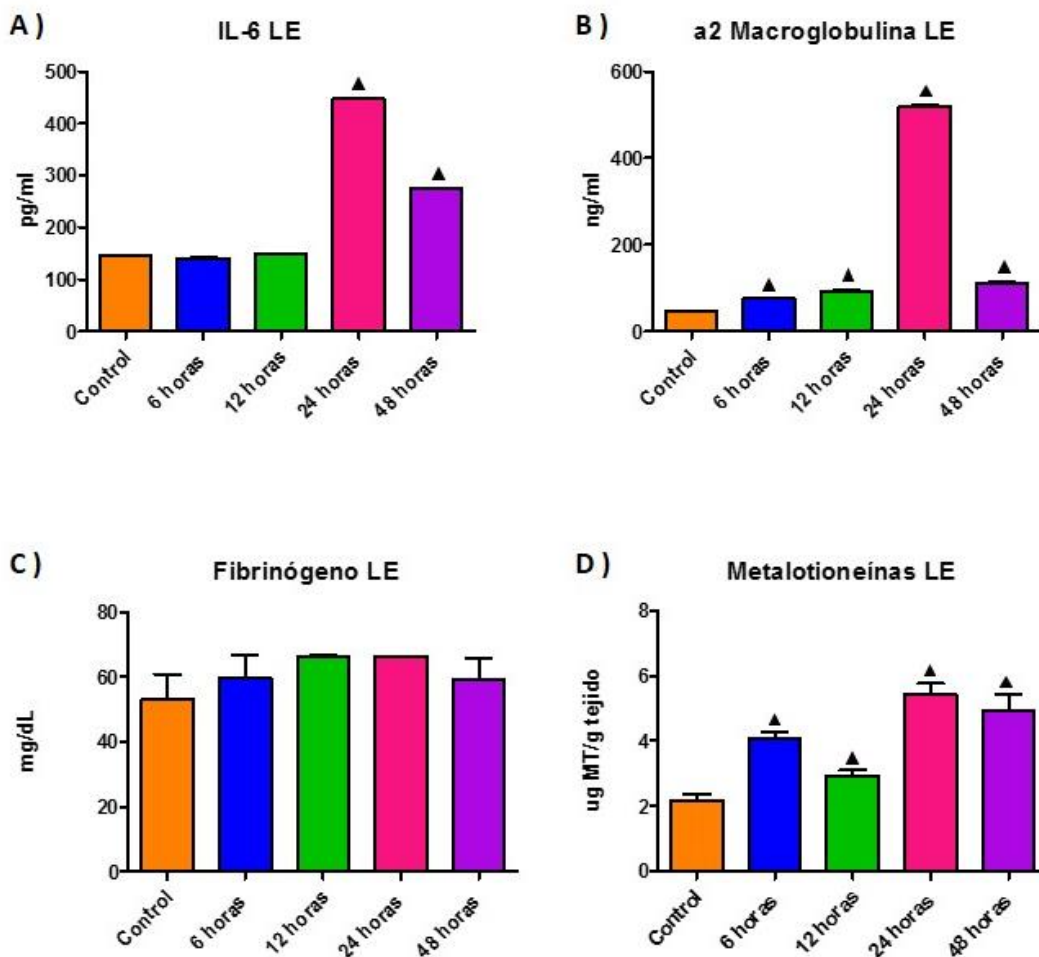 A )
IL-6 LE
500
400
300
200
100
0
pg/ml
Control
6 horas
12 horas
24 horas
48 horas
B )
a2 Macroglobulina LE
600
400
200
0
ng/ml
Control
6 horas
12 horas
24 horas
48 horas
C )
Fibrinógeno LE
80
60
40
20
0
mg/dL
Control
6 horas
12 horas
24 horas
48 horas
D )
Metalotioneínas LE
8
6
4
2
0
ug MT/g tejido
Control
6 horas
12 horas
24 horas
48 horas